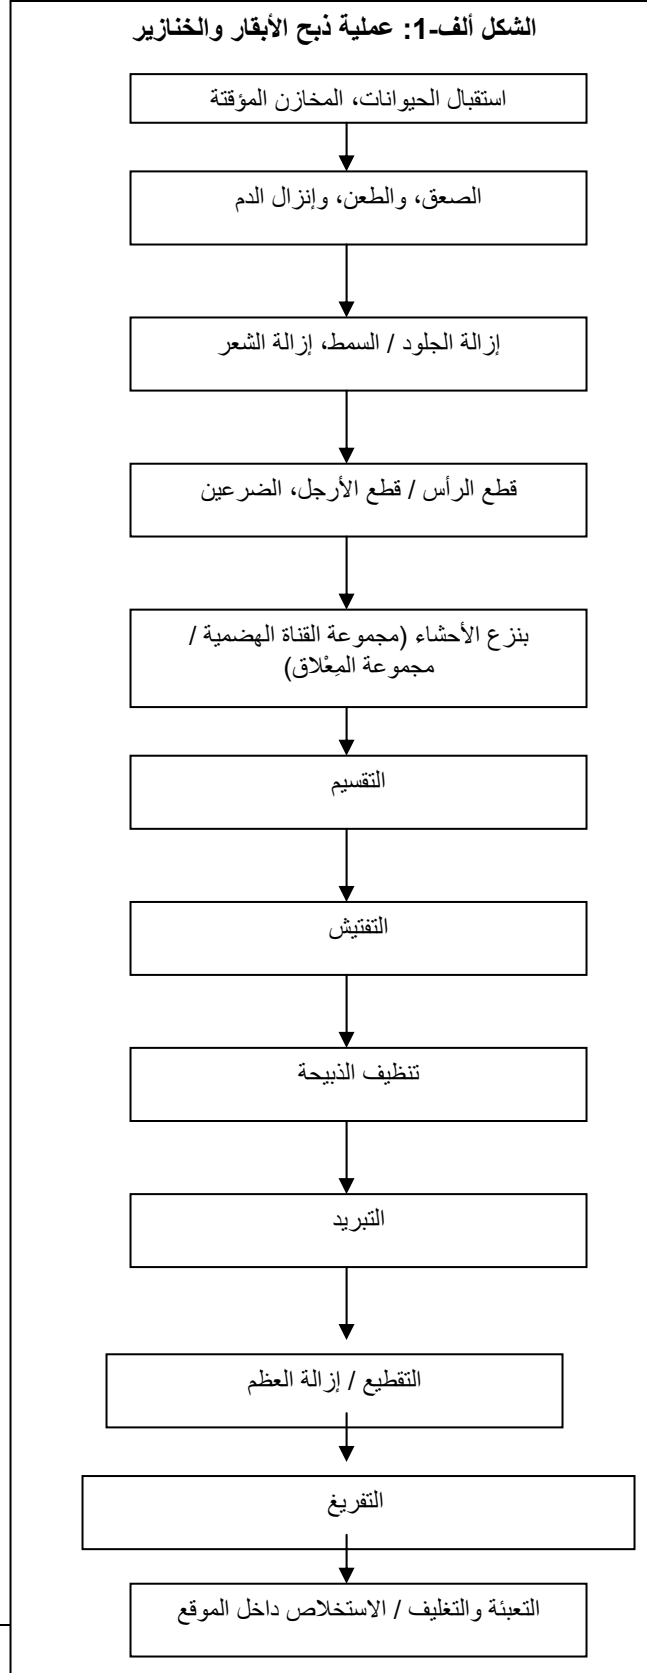 الشكل ألف-1: عملية ذبح الأبقار والخنازير
استقبال الحيوانات، المخازن المؤقتة
الصعق، والطعن، وإنزال الدم
إزالة الجلود / السمط، إزالة الشعر
قطع الرأس / قطع الأرجل، الضرعين
بنزع الأحشاء (مجموعة القناة الهضمية /
مجموعة المِعْلاق)
التقسيم
التفتيش
تنظيف الذبيحة
التبريد
التقطيع / إزالة العظم
التفريغ
التعبئة والتغليف / الاستخلاص داخل الموقع